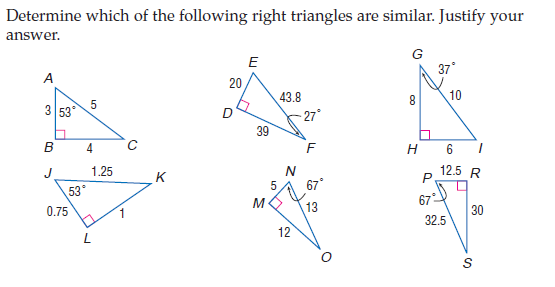 Determine which of the following right triangles are similar. Justify your
answer.
A
3 53° 5
B 4 C
E
20 43.8
D 27°
39
F
G
37°
8 10
H 6 I
J 1.25 K
53°
0.75 1
L
N
5 67°
M 13
12
O
P 12.5 R
67°
32.5 30
S